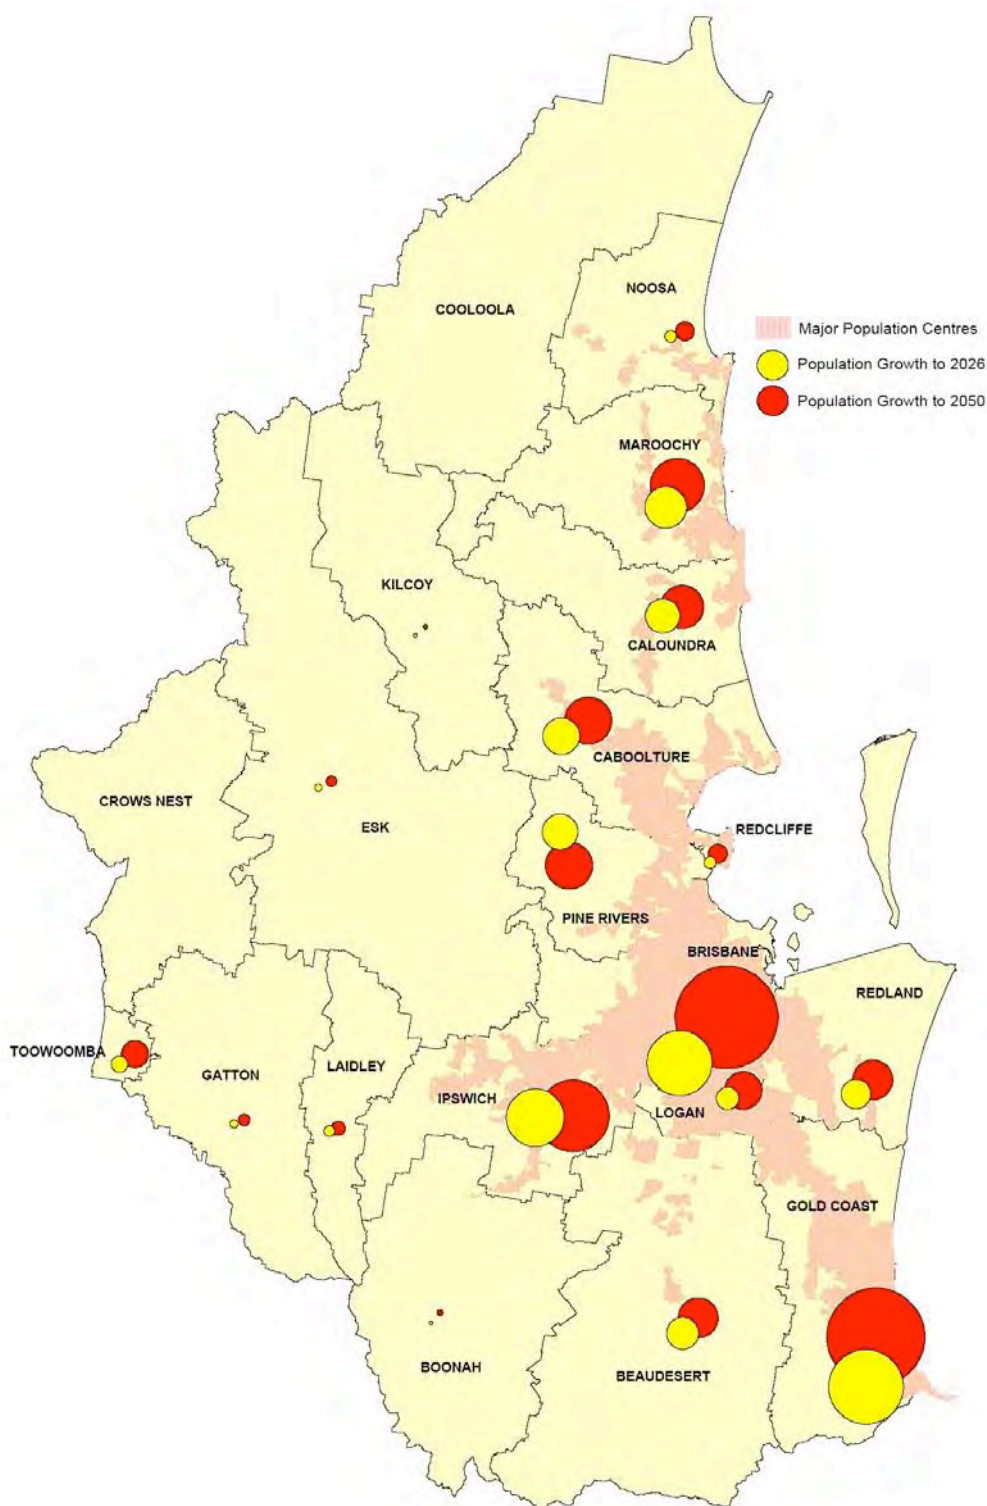 NOOSA
COOLOOLA
Major Population Centres
Population Growth to 2026
Population Growth to 2050
MAROOCHY
KILCOY
CALOUNDRA
CABOOLTURE
CROWS NEST
ESK
REDCLIFFE
PINE RIVERS
BRISBANE
REDLAND
TOOWOOMBA
GATTON
LAIDLEY
IPSWICH
LOGAN
GOLD COAST
BOONAH
BEAUDESERT